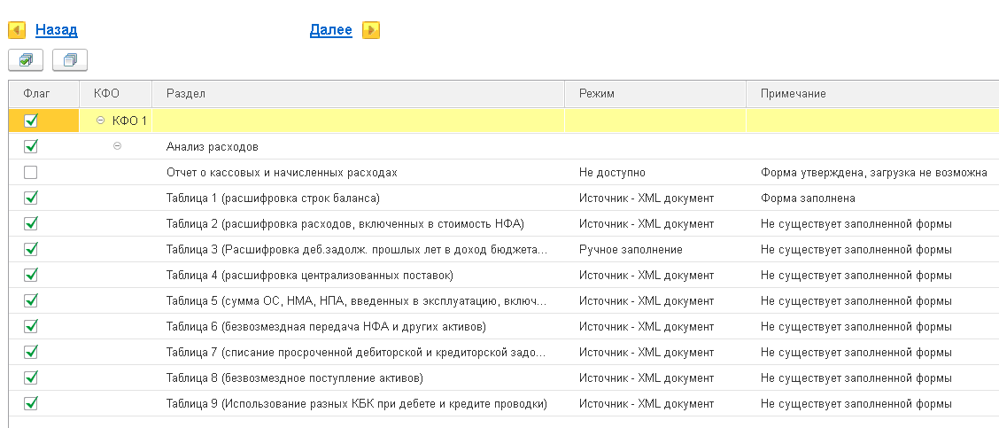 Назад Далее
Флаг КФО Раздел Режим Примечание
КФО 1
Анализ расходов
Отчет о кассовых и начисленных расходах Не доступно Форма утверждена, загрузка не возможна
Таблица 1 (расшифровка строк баланса) Источник - XML документ Форма заполнена
Таблица 2 (расшифровка расходов, включенных в стоимость НФА) Источник - XML документ Не существует заполненной формы
Таблица 3 (Расшифровка деб.задолж. прошлых лет в доход бюджета... Ручное заполнение Не существует заполненной формы
Таблица 4 (расшифровка централизованных поставок) Источник - XML документ Не существует заполненной формы
Таблица 5 (сумма ОС, НМА, НПА, введенных в эксплуатацию, включ... Источник - XML документ Не существует заполненной формы
Таблица 6 (безвозмездная передача НФА и других активов) Источник - XML документ Не существует заполненной формы
Таблица 7 (списание просроченной дебиторской и кредиторской задо... Источник - XML документ Не существует заполненной формы
Таблица 8 (безвозмездное поступление активов) Источник - XML документ Не существует заполненной формы
Таблица 9 (Использование разных КБК при дебете и кредите проводки) Источник - XML документ Не существует заполненной формы